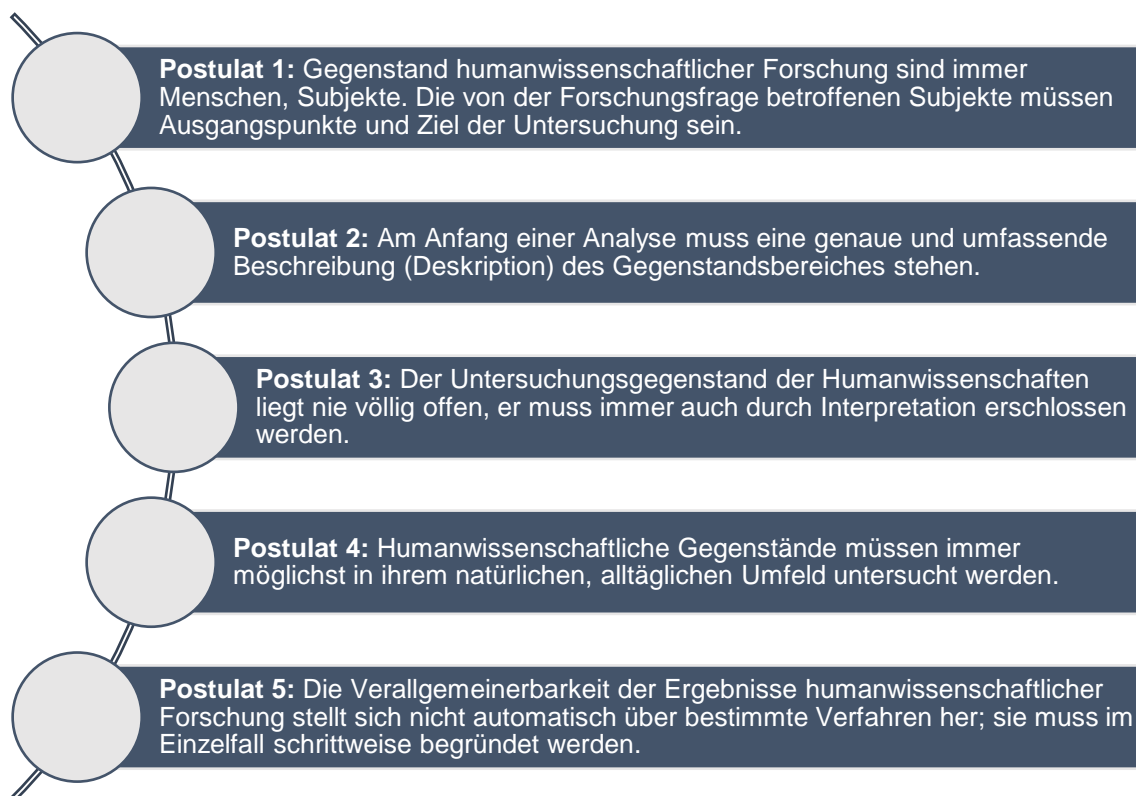 Postulat 1: Gegenstand humanwissenschaftlicher Forschung sind immer
Menschen, Subjekte. Die von der Forschungsfrage betroffenen Subjekte müssen
Ausgangspunkte und Ziel der Untersuchung sein.
Postulat 2: Am Anfang einer Analyse muss eine genaue und umfassende
Beschreibung (Deskription) des Gegenstandsbereiches stehen.
Postulat 3: Der Untersuchungsgegenstand der Humanwissenschaften
liegt nie völlig offen, er muss immer auch durch Interpretation erschlossen
werden.
Postulat 4: Humanwissenschaftliche Gegenstände müssen immer
möglichst in ihrem natürlichen, alltäglichen Umfeld untersucht werden.
Postulat 5: Die Verallgemeinerbarkeit der Ergebnisse humanwissenschaftlicher
Forschung stellt sich nicht automatisch über bestimmte Verfahren her; sie muss im
Einzelfall schrittweise begründet werden.